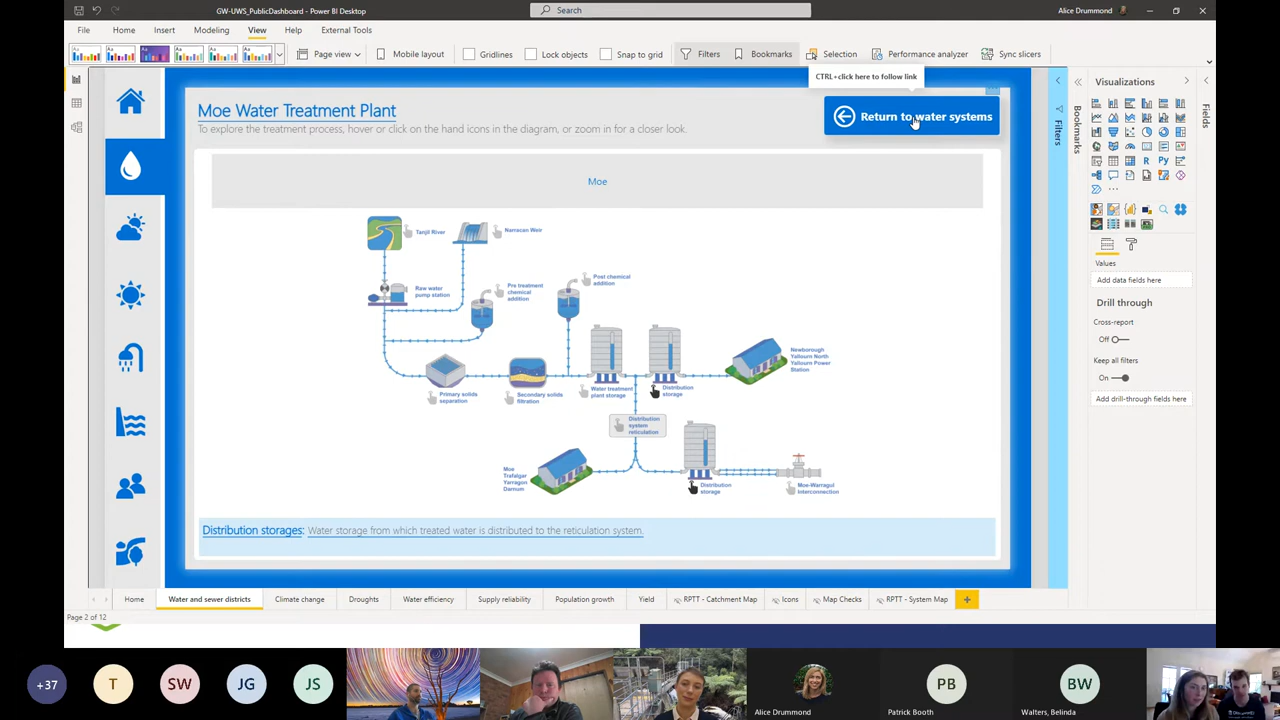 GW-UWS_PublicDashboard - Power BI Desktop
Search
Alice Drummond
File
Home
Insert
Modeling
View
Help
External Tools
Aa
Aa
Aa
Aa
Aa
Page view
Mobile layout
Gridlines
Lock objects
Snap to grid
Filters
Bookmarks
Selection
Performance analyzer
Sync slicers
CTRL+click here to follow link
Moe Water Treatment Plant
To explore the treatment process hover or click on the hand icons in the diagram, or zoom in for a closer look.
Return to water systems
Moe
Tanjil River
Narracan Weir
Raw water
pump station
Pre treatment
chemical
addition
Post chemical
addition
Primary solids
separation
Secondary solids
filtration
Water treatment
plant storage
Distribution
storage
Newborough
Yallourn North
Yallourn Power
Station
Distribution
system
reticulation
Moe
Trafalgar
Yarragon
Darnum
Distribution
storage
Moe-Warragul
Interconnection
Distribution storages: Water storage from which treated water is distributed to the reticulation system.
Filters
Bookmarks
Visualizations
Fields
R
Py
Values
Add data fields here
Drill through
Cross-report
Off
Keep all filters
On
Add drill-through fields here
Home
Water and sewer districts
Climate change
Droughts
Water efficiency
Supply reliability
Population growth
Yield
RPTT - Catchment Map
Icons
Map Checks
RPTT - System Map
+
Page 2 of 12
+37
T
SW
JG
JS
Alice Drummond
PB
Patrick Booth
BW
Walters, Belinda